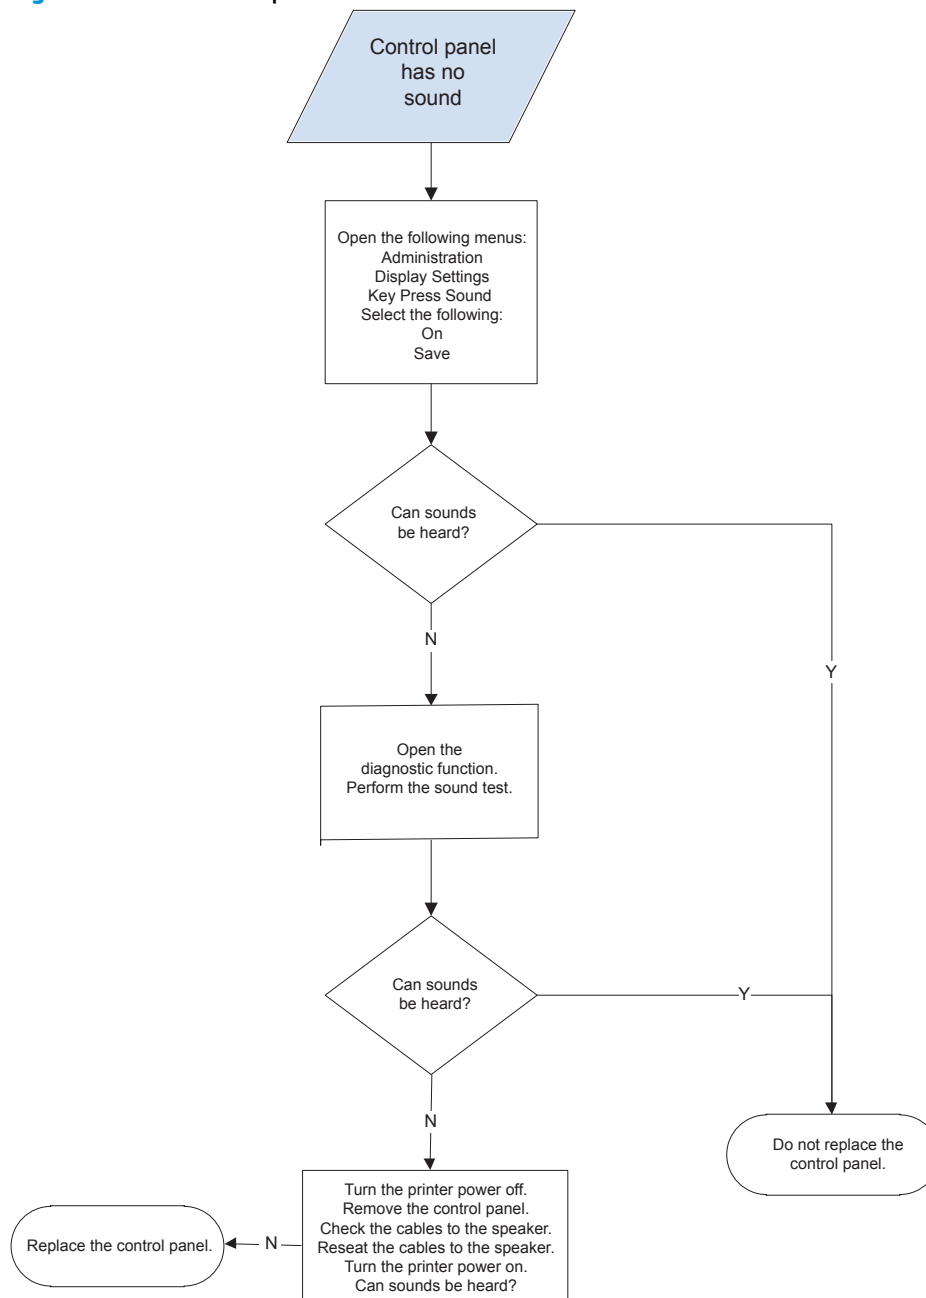 Control panel
has no
sound
Open the following menus:
Administration
Display Settings
Key Press Sound
Select the following:
On
Save
Can sounds
be heard?
N
Y
Open the
diagnostic function.
Perform the sound test.
Can sounds
be heard?
Y
N
Do not replace the
control panel.
Turn the printer power off.
Remove the control panel.
Check the cables to the speaker.
Reseat the cables to the speaker.
Turn the printer power on.
Can sounds be heard?
N
Replace the control panel.